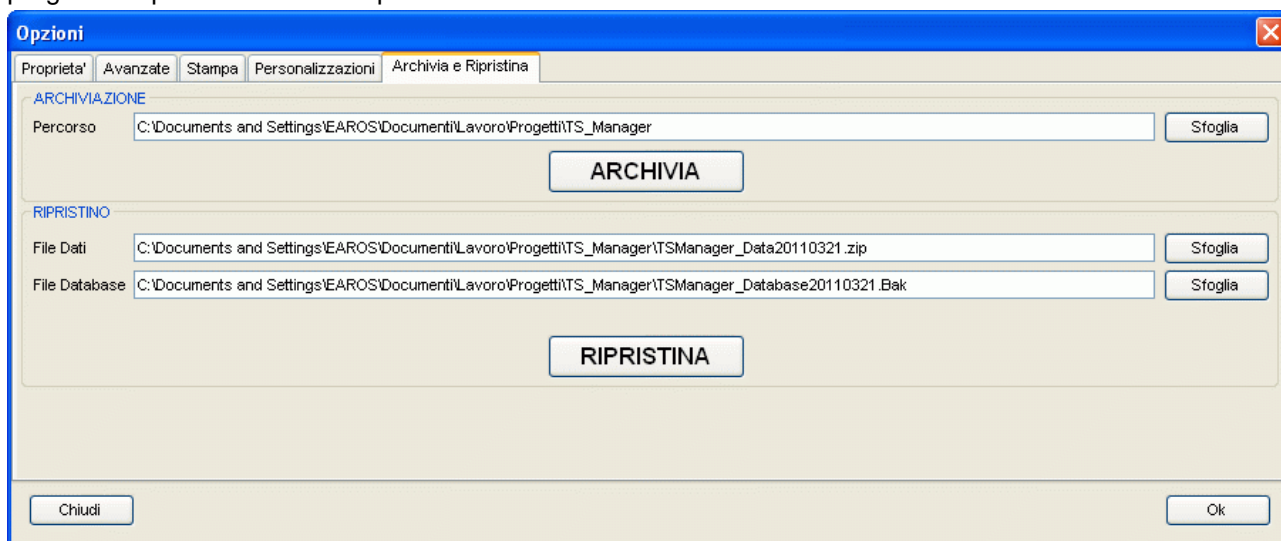 Opzioni
Proprieta' Avanzate Stampa Personalizzazioni Archivia e Ripristina
ARCHIVIAZIONE
Percorso C:\Documents and Settings\EAROS\Documenti\Lavoro\Progetti\TS_Manager Sfoglia
ARCHIVIA
RIPRISTINO
File Dati C:\Documents and Settings\EAROS\Documenti\Lavoro\Progetti\TS_Manager\TSManager_Data20110321.zip Sfoglia
File Database C:\Documents and Settings\EAROS\Documenti\Lavoro\Progetti\TS_Manager\TSManager_Database20110321.Bak Sfoglia
RIPRISTINA
Chiudi Ok